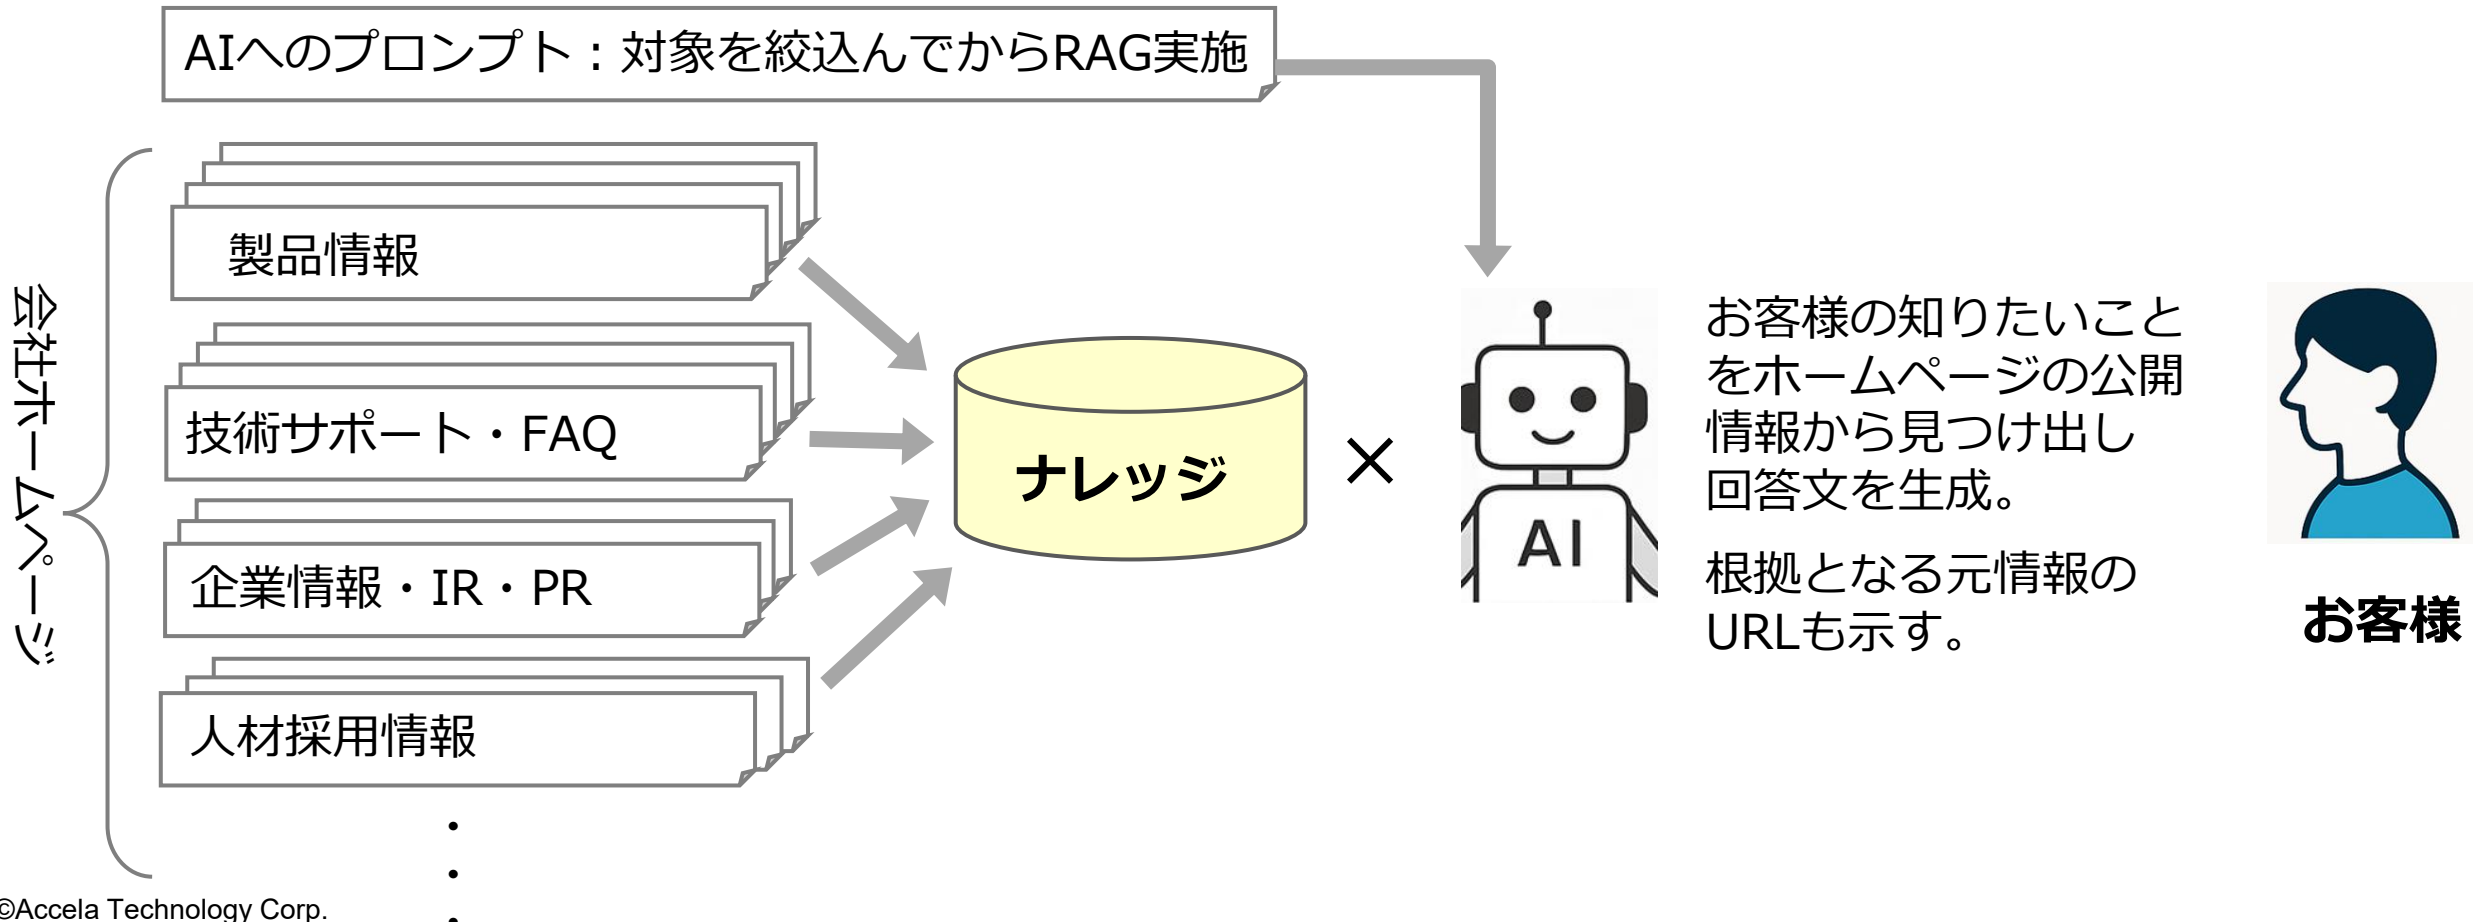 AIへのプロンプト：対象を絞込んでからRAG実施
会社ホームページ
製品情報
技術サポート・FAQ
企業情報・IR・PR
人材採用情報
・
・
・
ナレッジ
×
AI
お客様の知りたいこと
をホームページの公開
情報から見つけ出し
回答文を生成。
根拠となる元情報の
URLも示す。
お客様
©Accela Technology Corp.